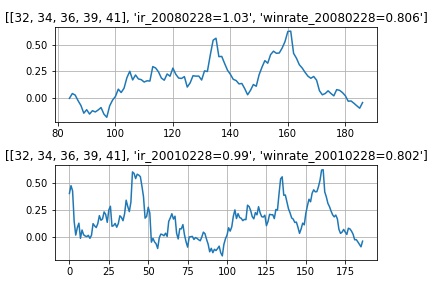 [[32, 34, 36, 39, 41], 'ir_20080228=1.03', 'winrate_20080228=0.806']
0.50
0.25
0.00
80 100 120 140 160 180
[[32, 34, 36, 39, 41], 'ir_20010228=0.99', 'winrate_20010228=0.802']
0.50
0.25
0.00
0 25 50 75 100 125 150 175